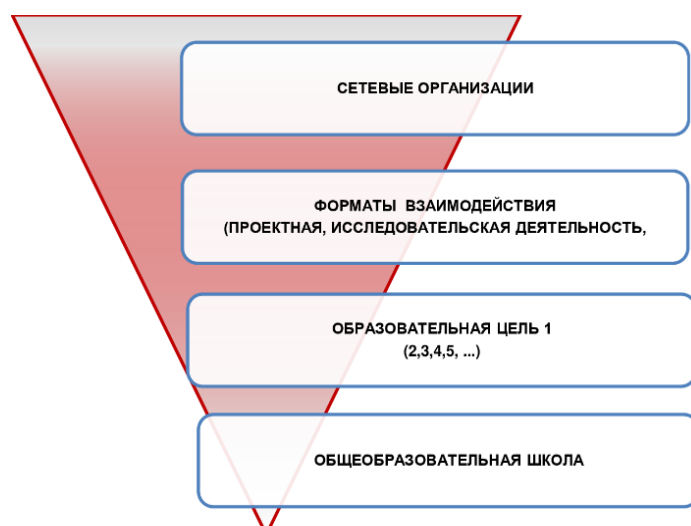 СЕТЕВЫЕ ОРГАНИЗАЦИИ
ФОРМАТЫ ВЗАИМОДЕЙСТВИЯ
(ПРОЕКТНАЯ, ИССЛЕДОВАТЕЛЬСКАЯ ДЕЯТЕЛЬНОСТЬ,
ОБРАЗОВАТЕЛЬНАЯ ЦЕЛЬ 1
(2,3,4,5, ...)
ОБЩЕОБРАЗОВАТЕЛЬНАЯ ШКОЛА